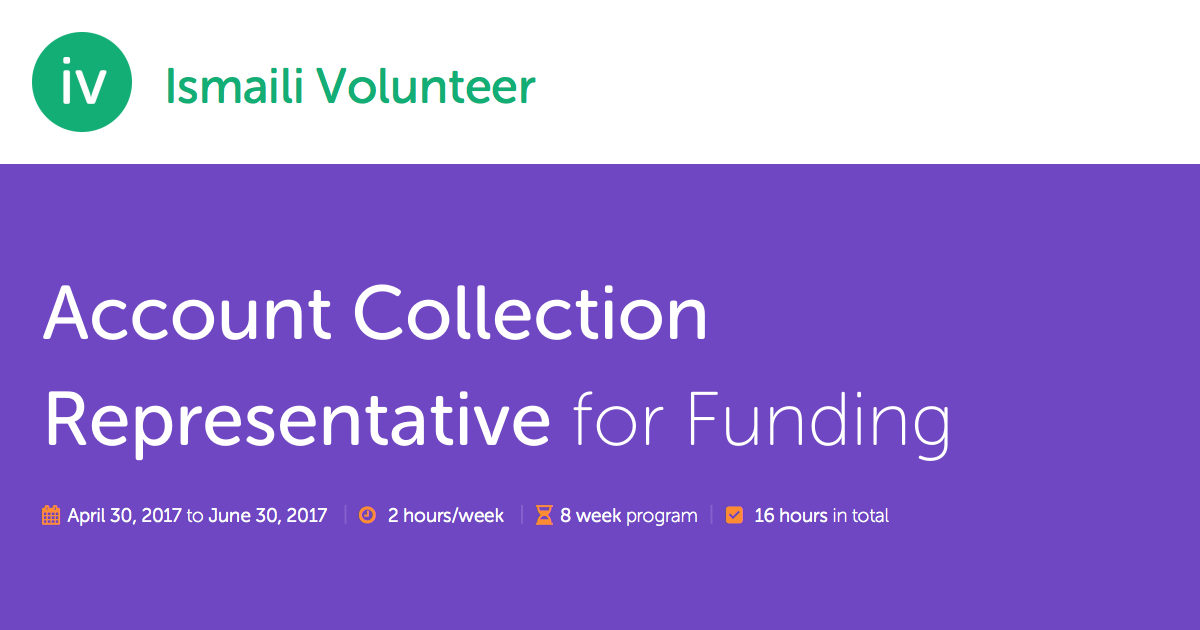 iv
Ismaili Volunteer
Account Collection
Representative for Funding
April 30, 2017 to June 30, 2017 | 2 hours/week | 8 week program | 16 hours in total